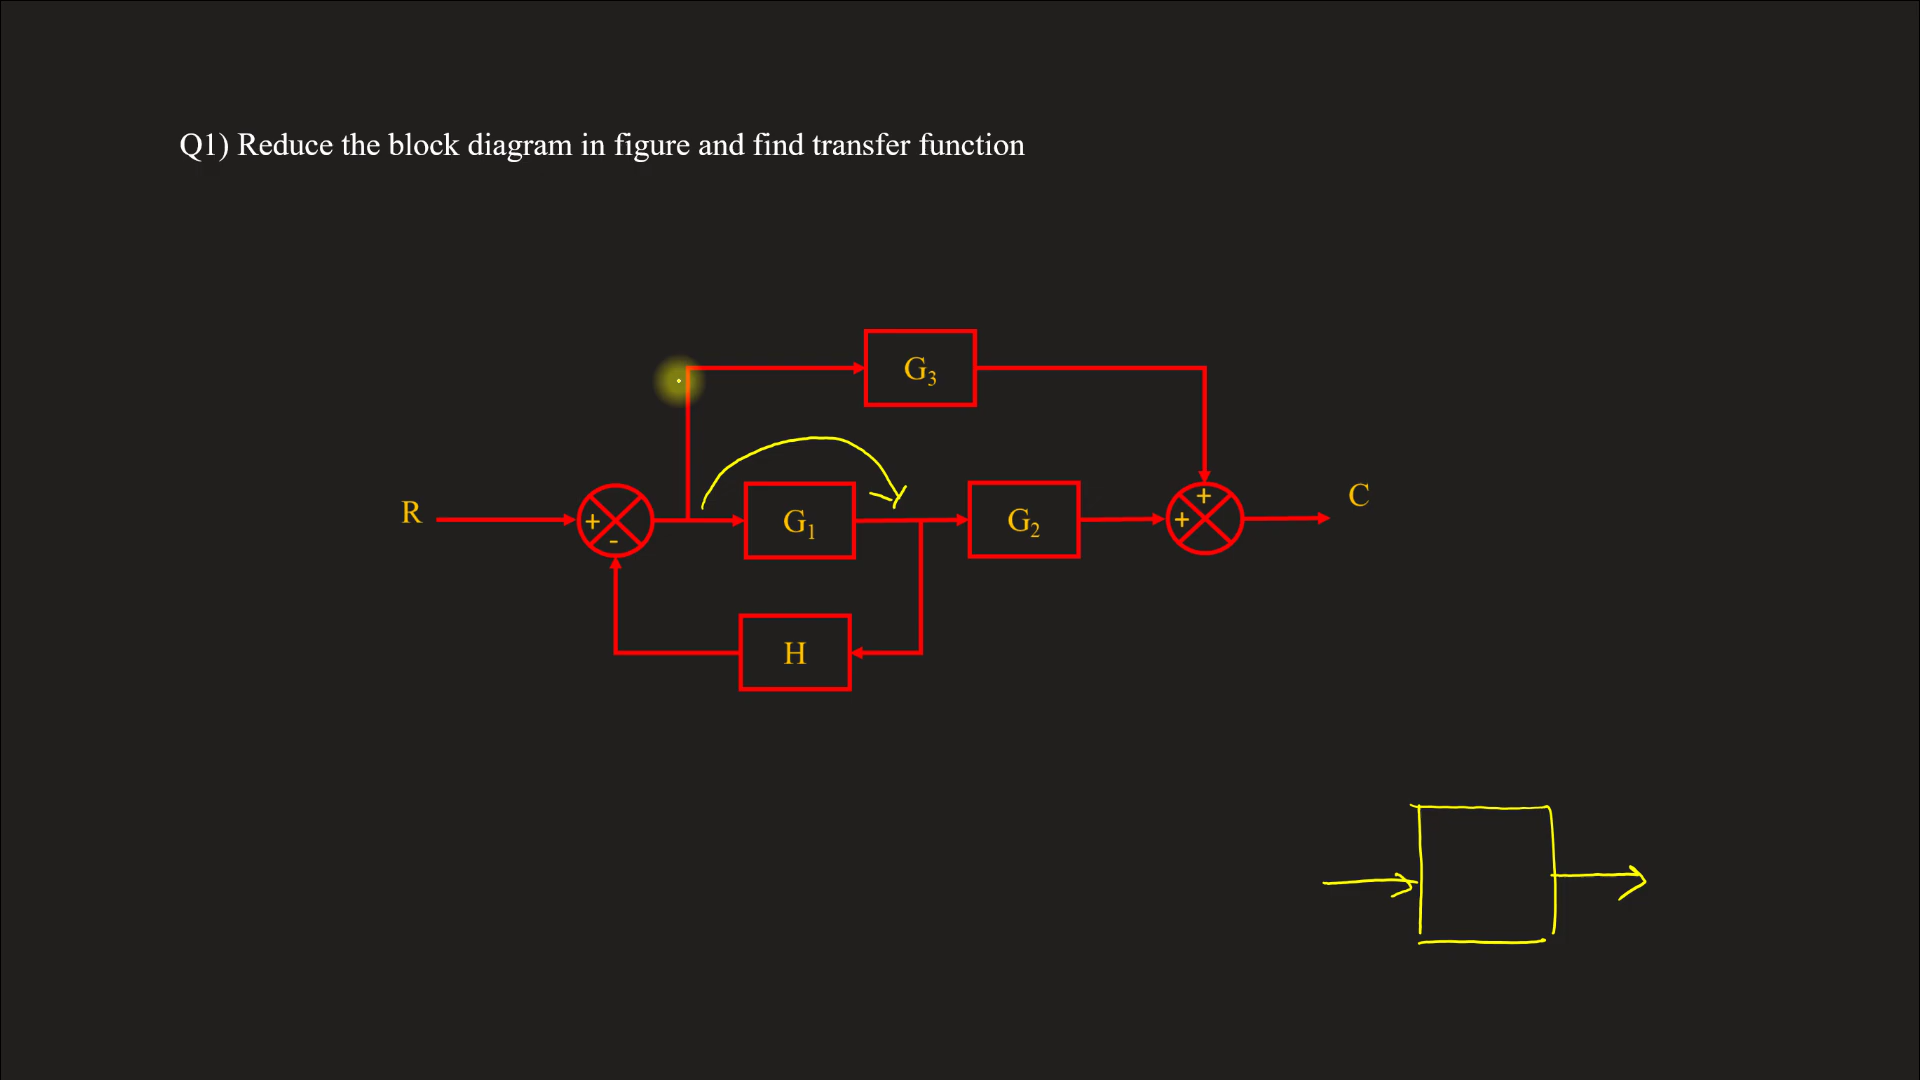 Q1) Reduce the block diagram in figure and find transfer function
G₃
R + - G₁ G₂ + + C
H